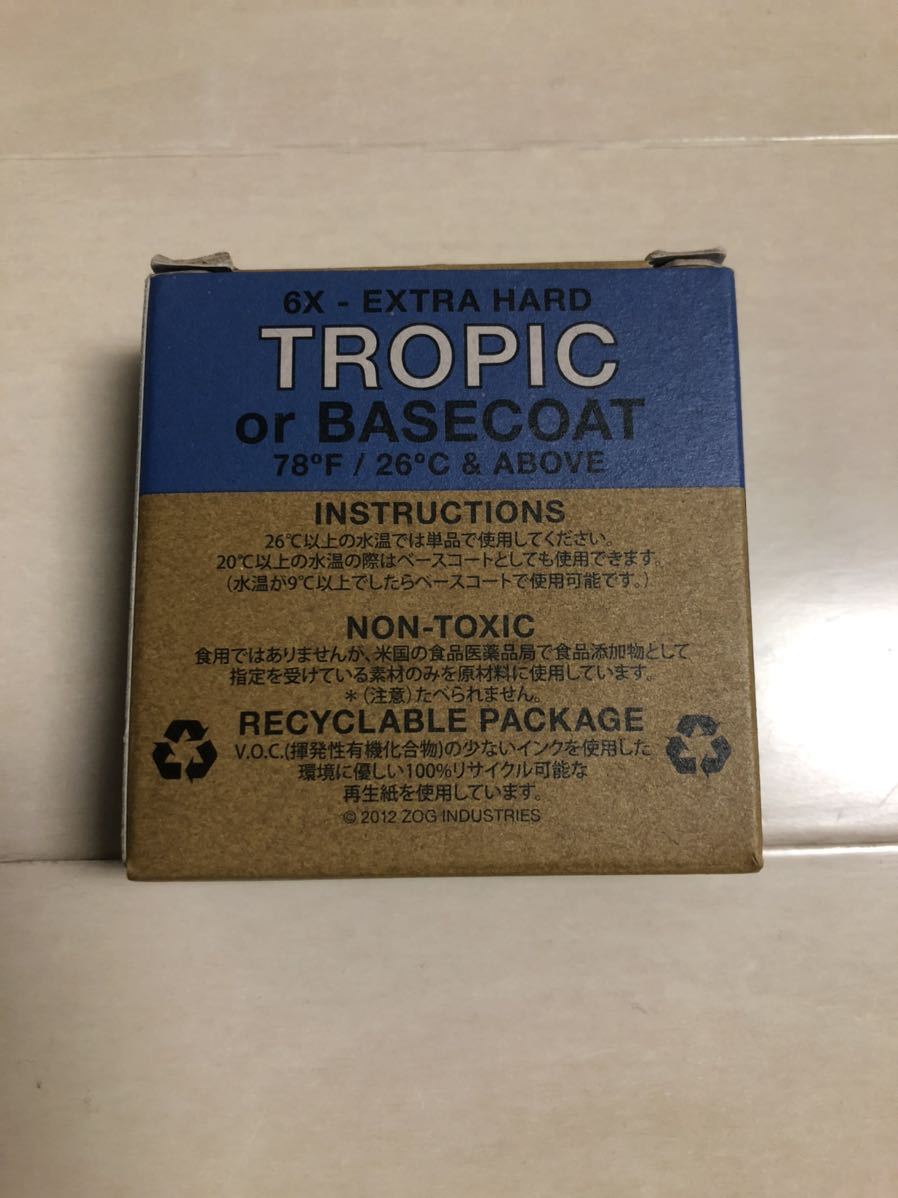 6X - EXTRA HARD
TROPIC
or BASECOAT
78ºF / 26ºC & ABOVE
INSTRUCTIONS
26℃以上の水温では単品で使用してください。
20℃以上の水温の際はベースコートとしても使用できます。
(水温が9℃以上でしたらベースコートで使用可能です。)
NON-TOXIC
食用ではありませんが、米国の食品医薬品局で食品添加物として
指定を受けている素材のみを原材料に使用しています。
*(注意)たべられません。
RECYCLABLE PACKAGE
V.O.C.(揮発性有機化合物)の少ないインクを使用した
環境に優しい100%リサイクル可能な
再生紙を使用しています。
© 2012 ZOG INDUSTRIES